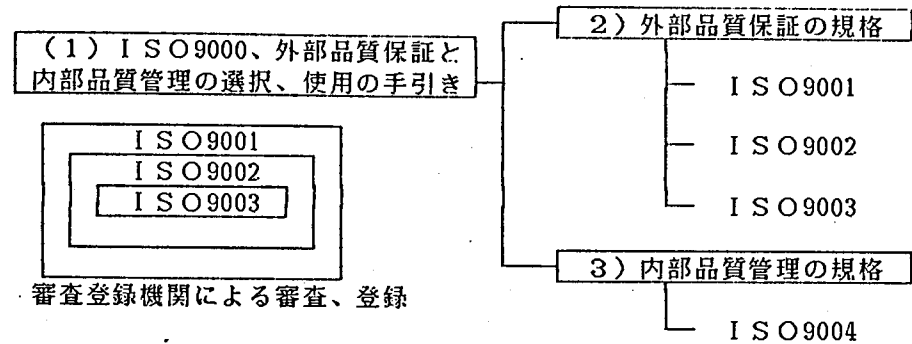 (1) ISO9000、外部品質保証と
内部品質管理の選択、使用の手引き
ISO9001
ISO9002
ISO9003
審査登録機関による審査、登録
2) 外部品質保証の規格
ISO9001
ISO9002
ISO9003
3) 内部品質管理の規格
ISO9004